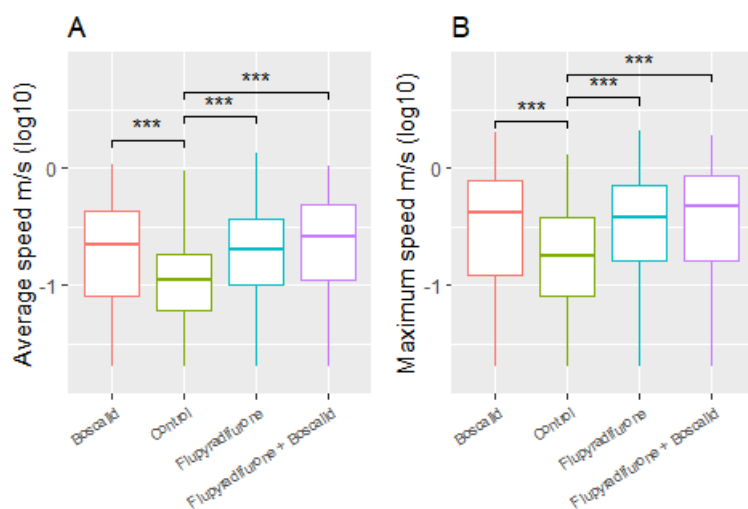 A
Average speed m/s (log10)
0
-1
***
***
***
Boscalid
Control
Flupyradifurone
Flupyradifurone + Boscalid
B
Maximum speed m/s (log10)
0
-1
***
***
***
Boscalid
Control
Flupyradifurone
Flupyradifurone + Boscalid